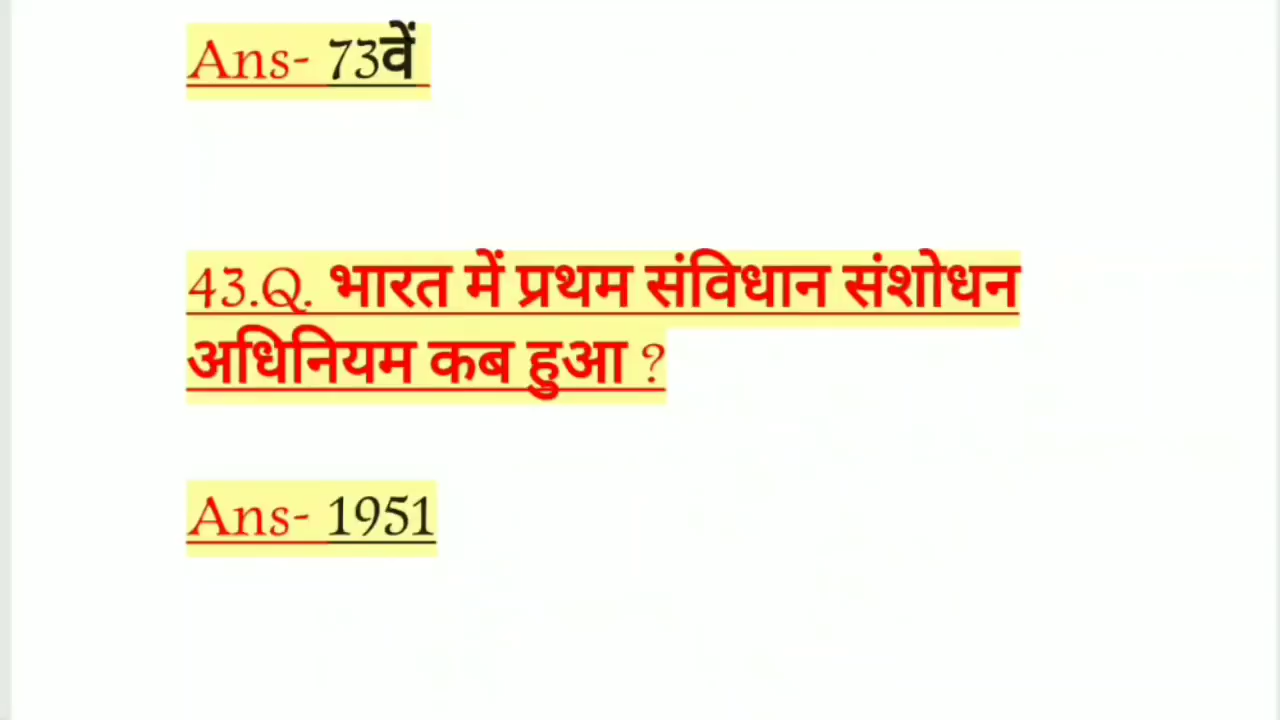 Ans- 73वें
43.Q. भारत में प्रथम संविधान संशोधन
अधिनियम कब हुआ ?
Ans- 1951